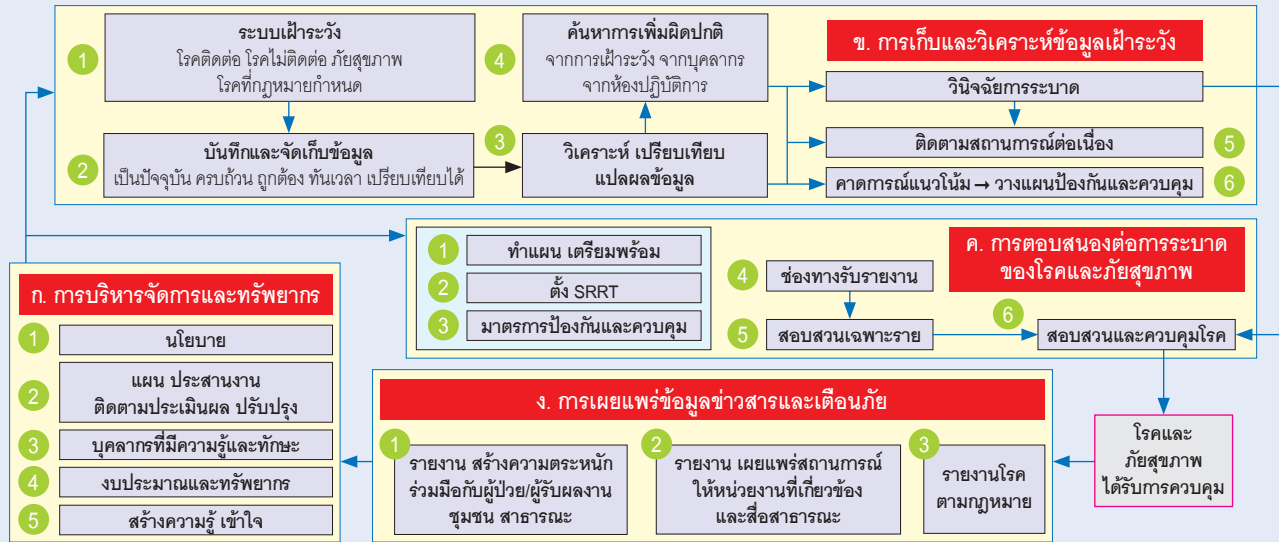 1
ระบบเฝ้าระวัง
โรคติดต่อ โรคไม่ติดต่อ ภัยสุขภาพ
โรคที่กฎหมายกำหนด
2
บันทึกและจัดเก็บข้อมูล
เป็นปัจจุบัน ครบถ้วน ถูกต้อง ทันเวลา เปรียบเทียบได้
3
วิเคราะห์ เปรียบเทียบ
แปลผลข้อมูล
4
ค้นหาการเพิ่มผิดปกติ
จากการเฝ้าระวัง จากบุคลากร
จากห้องปฏิบัติการ
ข. การเก็บและวิเคราะห์ข้อมูลเฝ้าระวัง
วินิจฉัยการระบาด
ติดตามสถานการณ์ต่อเนื่อง
5
คาดการณ์แนวโน้ม → วางแผนป้องกันและควบคุม
6
1
ทำแผน เตรียมพร้อม
2
ตั้ง SRRT
3
มาตรการป้องกันและควบคุม
ค. การตอบสนองต่อการระบาด
ของโรคและภัยสุขภาพ
4
ช่องทางรับรายงาน
5
สอบสวนเฉพาะราย
6
สอบสวนและควบคุมโรค
ก. การบริหารจัดการและทรัพยากร
1
นโยบาย
2
แผน ประสานงาน
ติดตามประเมินผล ปรับปรุง
3
บุคลากรที่มีความรู้และทักษะ
4
งบประมาณและทรัพยากร
5
สร้างความรู้ เข้าใจ
ง. การเผยแพร่ข้อมูลข่าวสารและเตือนภัย
1
รายงาน สร้างความตระหนัก
ร่วมมือกับผู้ป่วย/ผู้รับผลงาน
ชุมชน สาธารณะ
2
รายงาน เผยแพร่สถานการณ์
ให้หน่วยงานที่เกี่ยวข้อง
และสื่อสาธารณะ
3
รายงานโรค
ตามกฎหมาย
โรคและ
ภัยสุขภาพ
ได้รับการควบคุม